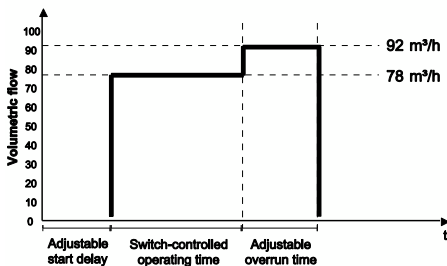 Volumetric flow
100
90
80
70
60
50
40
30
20
10
0
92 m³/h
78 m³/h
t
Adjustable
start delay
Switch-controlled
operating time
Adjustable
overrun time